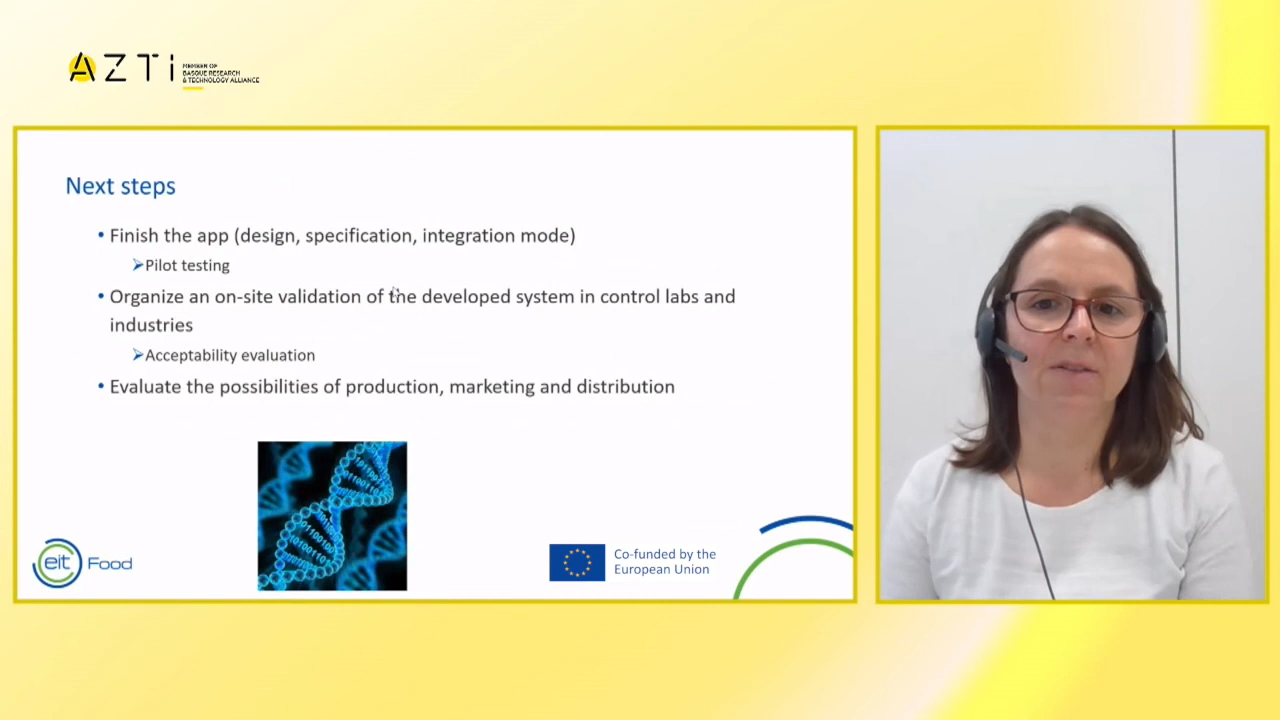 AZTi
MEMBER OF
BASQUE RESEARCH
& TECHNOLOGY ALLIANCE
Next steps
• Finish the app (design, specification, integration mode)
➢Pilot testing
• Organize an on-site validation of the developed system in control labs and
industries
➢Acceptability evaluation
• Evaluate the possibilities of production, marketing and distribution
eit Food
Co-funded by the
European Union